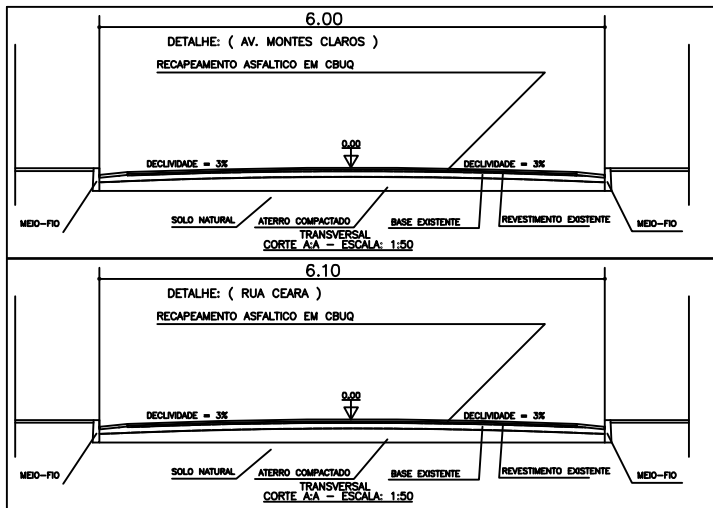 6.00
DETALHE: ( AV. MONTES CLAROS )
RECAPEAMENTO ASFALTICO EM CBUQ
0.00
DECLIVIDADE = 3% DECLIVIDADE = 3%
MEIO-FIO SOLO NATURAL ATERRO COMPACTADO BASE EXISTENTE REVESTIMENTO EXISTENTE MEIO-FIO
TRANSVERSAL
CORTE A:A - ESCALA: 1:50
6.10
DETALHE: ( RUA CEARA )
RECAPEAMENTO ASFALTICO EM CBUQ
0.00
DECLIVIDADE = 3% DECLIVIDADE = 3%
MEIO-FIO SOLO NATURAL ATERRO COMPACTADO BASE EXISTENTE REVESTIMENTO EXISTENTE MEIO-FIO
TRANSVERSAL
CORTE A:A - ESCALA: 1:50